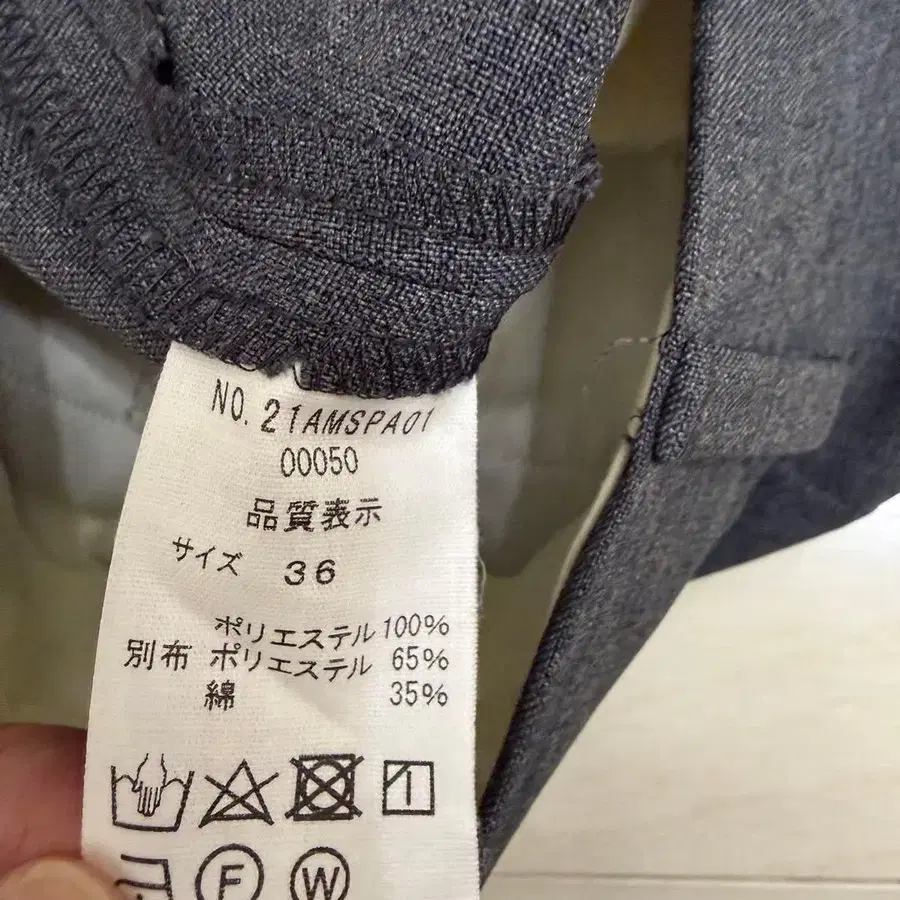 NO. 21AMSPA01
00050
品質表示
サイズ 36
ポリエステル 100%
別布 ポリエステル 65%
綿 35%
F W